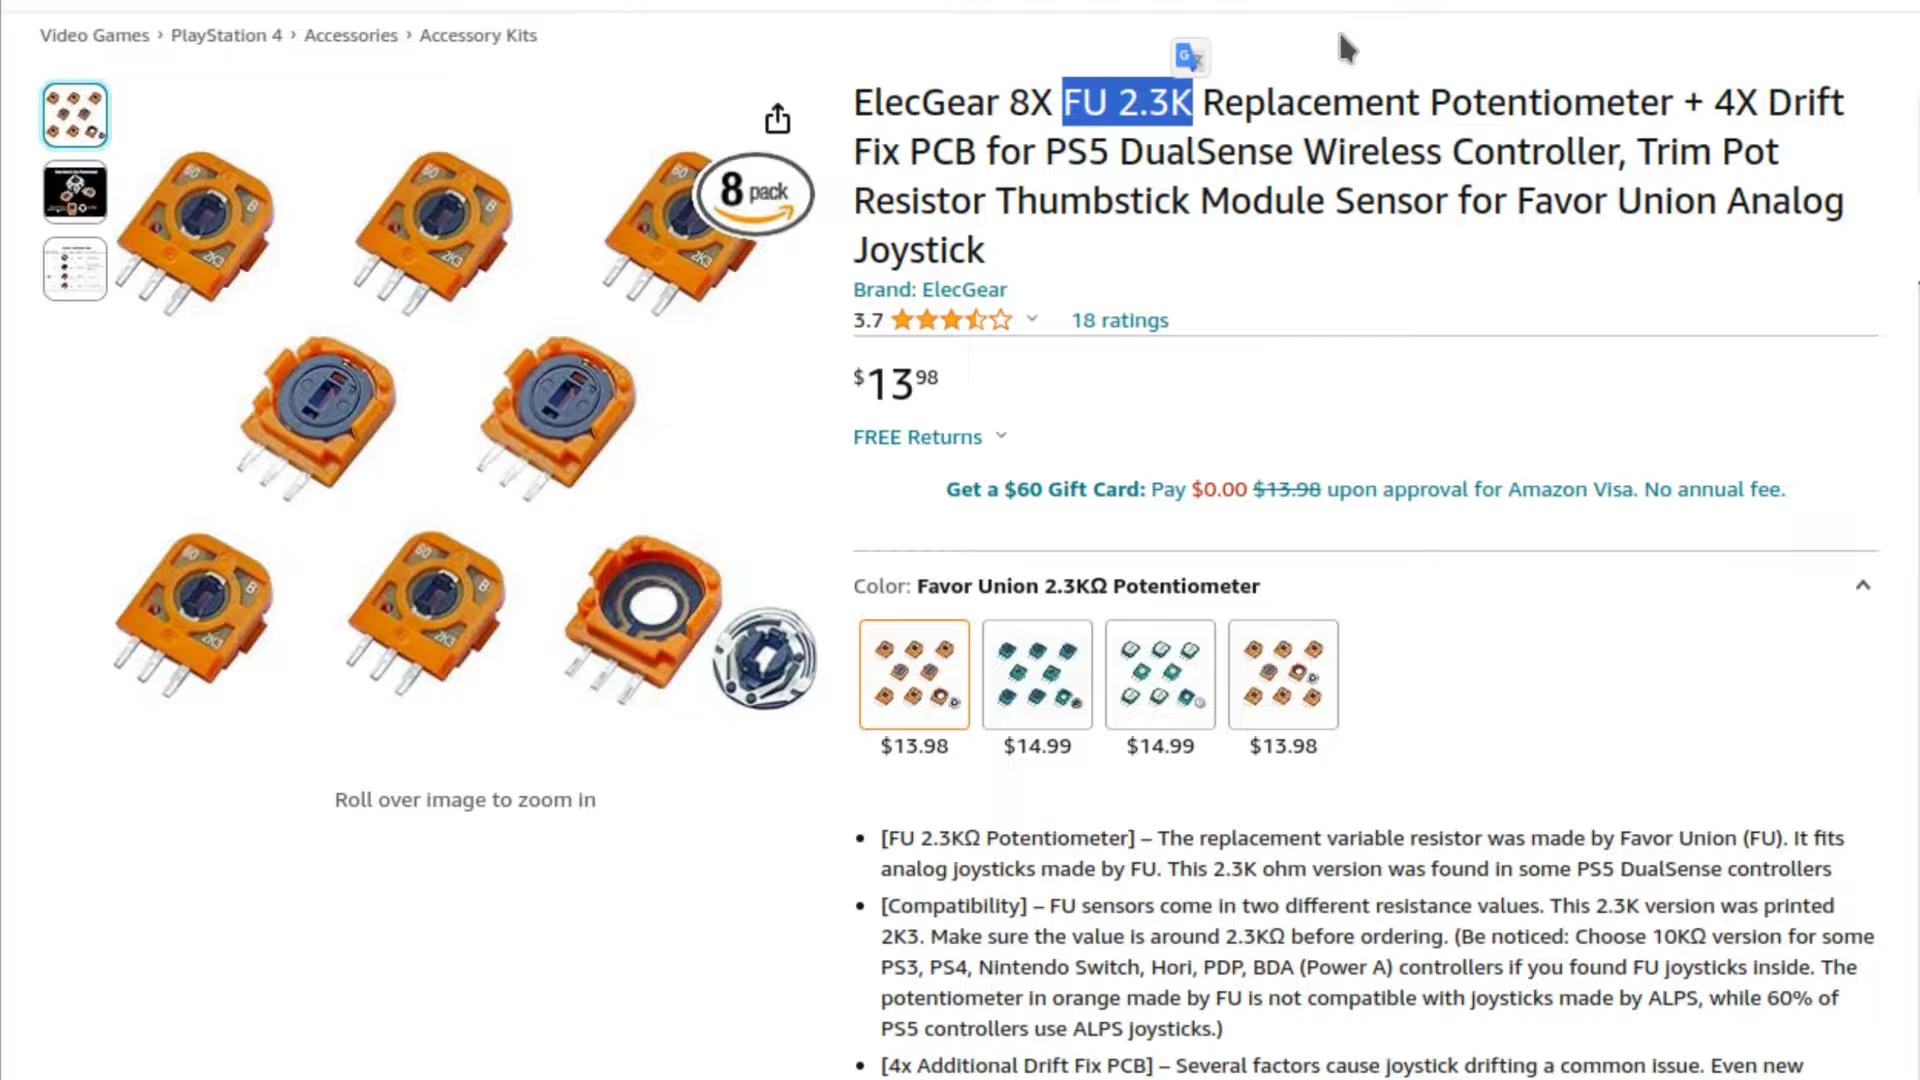 Video Games › PlayStation 4 › Accessories › Accessory Kits
8 pack
ElecGear 8X FU 2.3K Replacement Potentiometer + 4X Drift
Fix PCB for PS5 DualSense Wireless Controller, Trim Pot
Resistor Thumbstick Module Sensor for Favor Union Analog
Joystick
Brand: ElecGear
3.7 18 ratings
$13.98
FREE Returns
Get a $60 Gift Card: Pay $0.00 $13.98 upon approval for Amazon Visa. No annual fee.
Color: Favor Union 2.3KΩ Potentiometer
$13.98 $14.99 $14.99 $13.98
Roll over image to zoom in
• [FU 2.3KΩ Potentiometer] – The replacement variable resistor was made by Favor Union (FU). It fits
analog joysticks made by FU. This 2.3K ohm version was found in some PS5 DualSense controllers
• [Compatibility] – FU sensors come in two different resistance values. This 2.3K version was printed
2K3. Make sure the value is around 2.3KΩ before ordering. (Be noticed: Choose 10KΩ version for some
PS3, PS4, Nintendo Switch, Hori, PDP, BDA (Power A) controllers if you found FU joysticks inside. The
potentiometer in orange made by FU is not compatible with joysticks made by ALPS, while 60% of
PS5 controllers use ALPS joysticks.)
• [4x Additional Drift Fix PCB] – Several factors cause joystick drifting a common issue. Even new
60 B 2K3
60 B 2K3
60 2K3
60 B 2K3
60 B 2K3